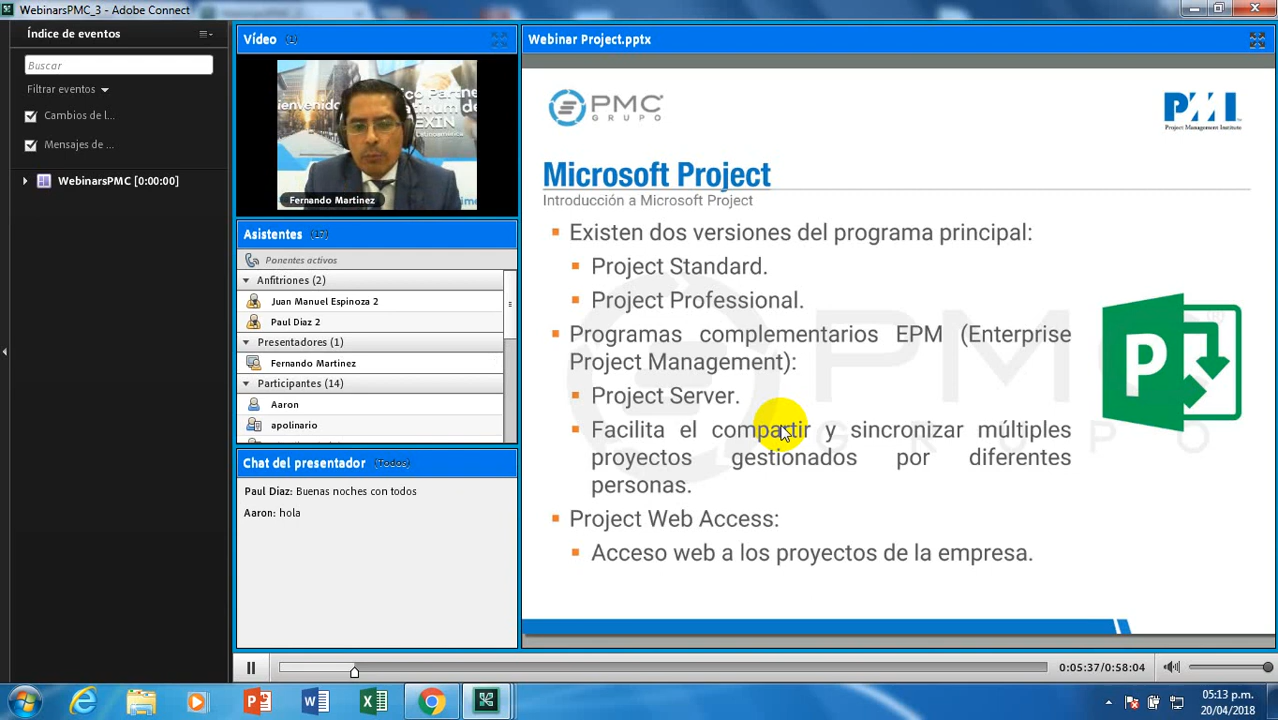 WebinarsPMC_3 - Adobe Connect
Índice de eventos
Buscar
Filtrar eventos
Cambios de l...
Mensajes de ...
WebinarsPMC [0:00:00]
Vídeo (1)
Fernando Martinez
Asistentes (17)
Ponentes activos
Anfitriones (2)
Juan Manuel Espinoza 2
Paul Diaz 2
Presentadores (1)
Fernando Martinez
Participantes (14)
Aaron
apolinario
Chat del presentador (Todos)
Paul Diaz: Buenas noches con todos
Aaron: hola
Webinar Project.pptx
PMC
GRUPO
PMI
Project Management Institute
Microsoft Project
Introducción a Microsoft Project
Existen dos versiones del programa principal:
Project Standard.
Project Professional.
Programas complementarios EPM (Enterprise
Project Management):
Project Server.
Facilita el compartir y sincronizar múltiples
proyectos gestionados por diferentes
personas.
Project Web Access:
Acceso web a los proyectos de la empresa.
P
0:05:37/0:58:04
05:13 p.m.
20/04/2018